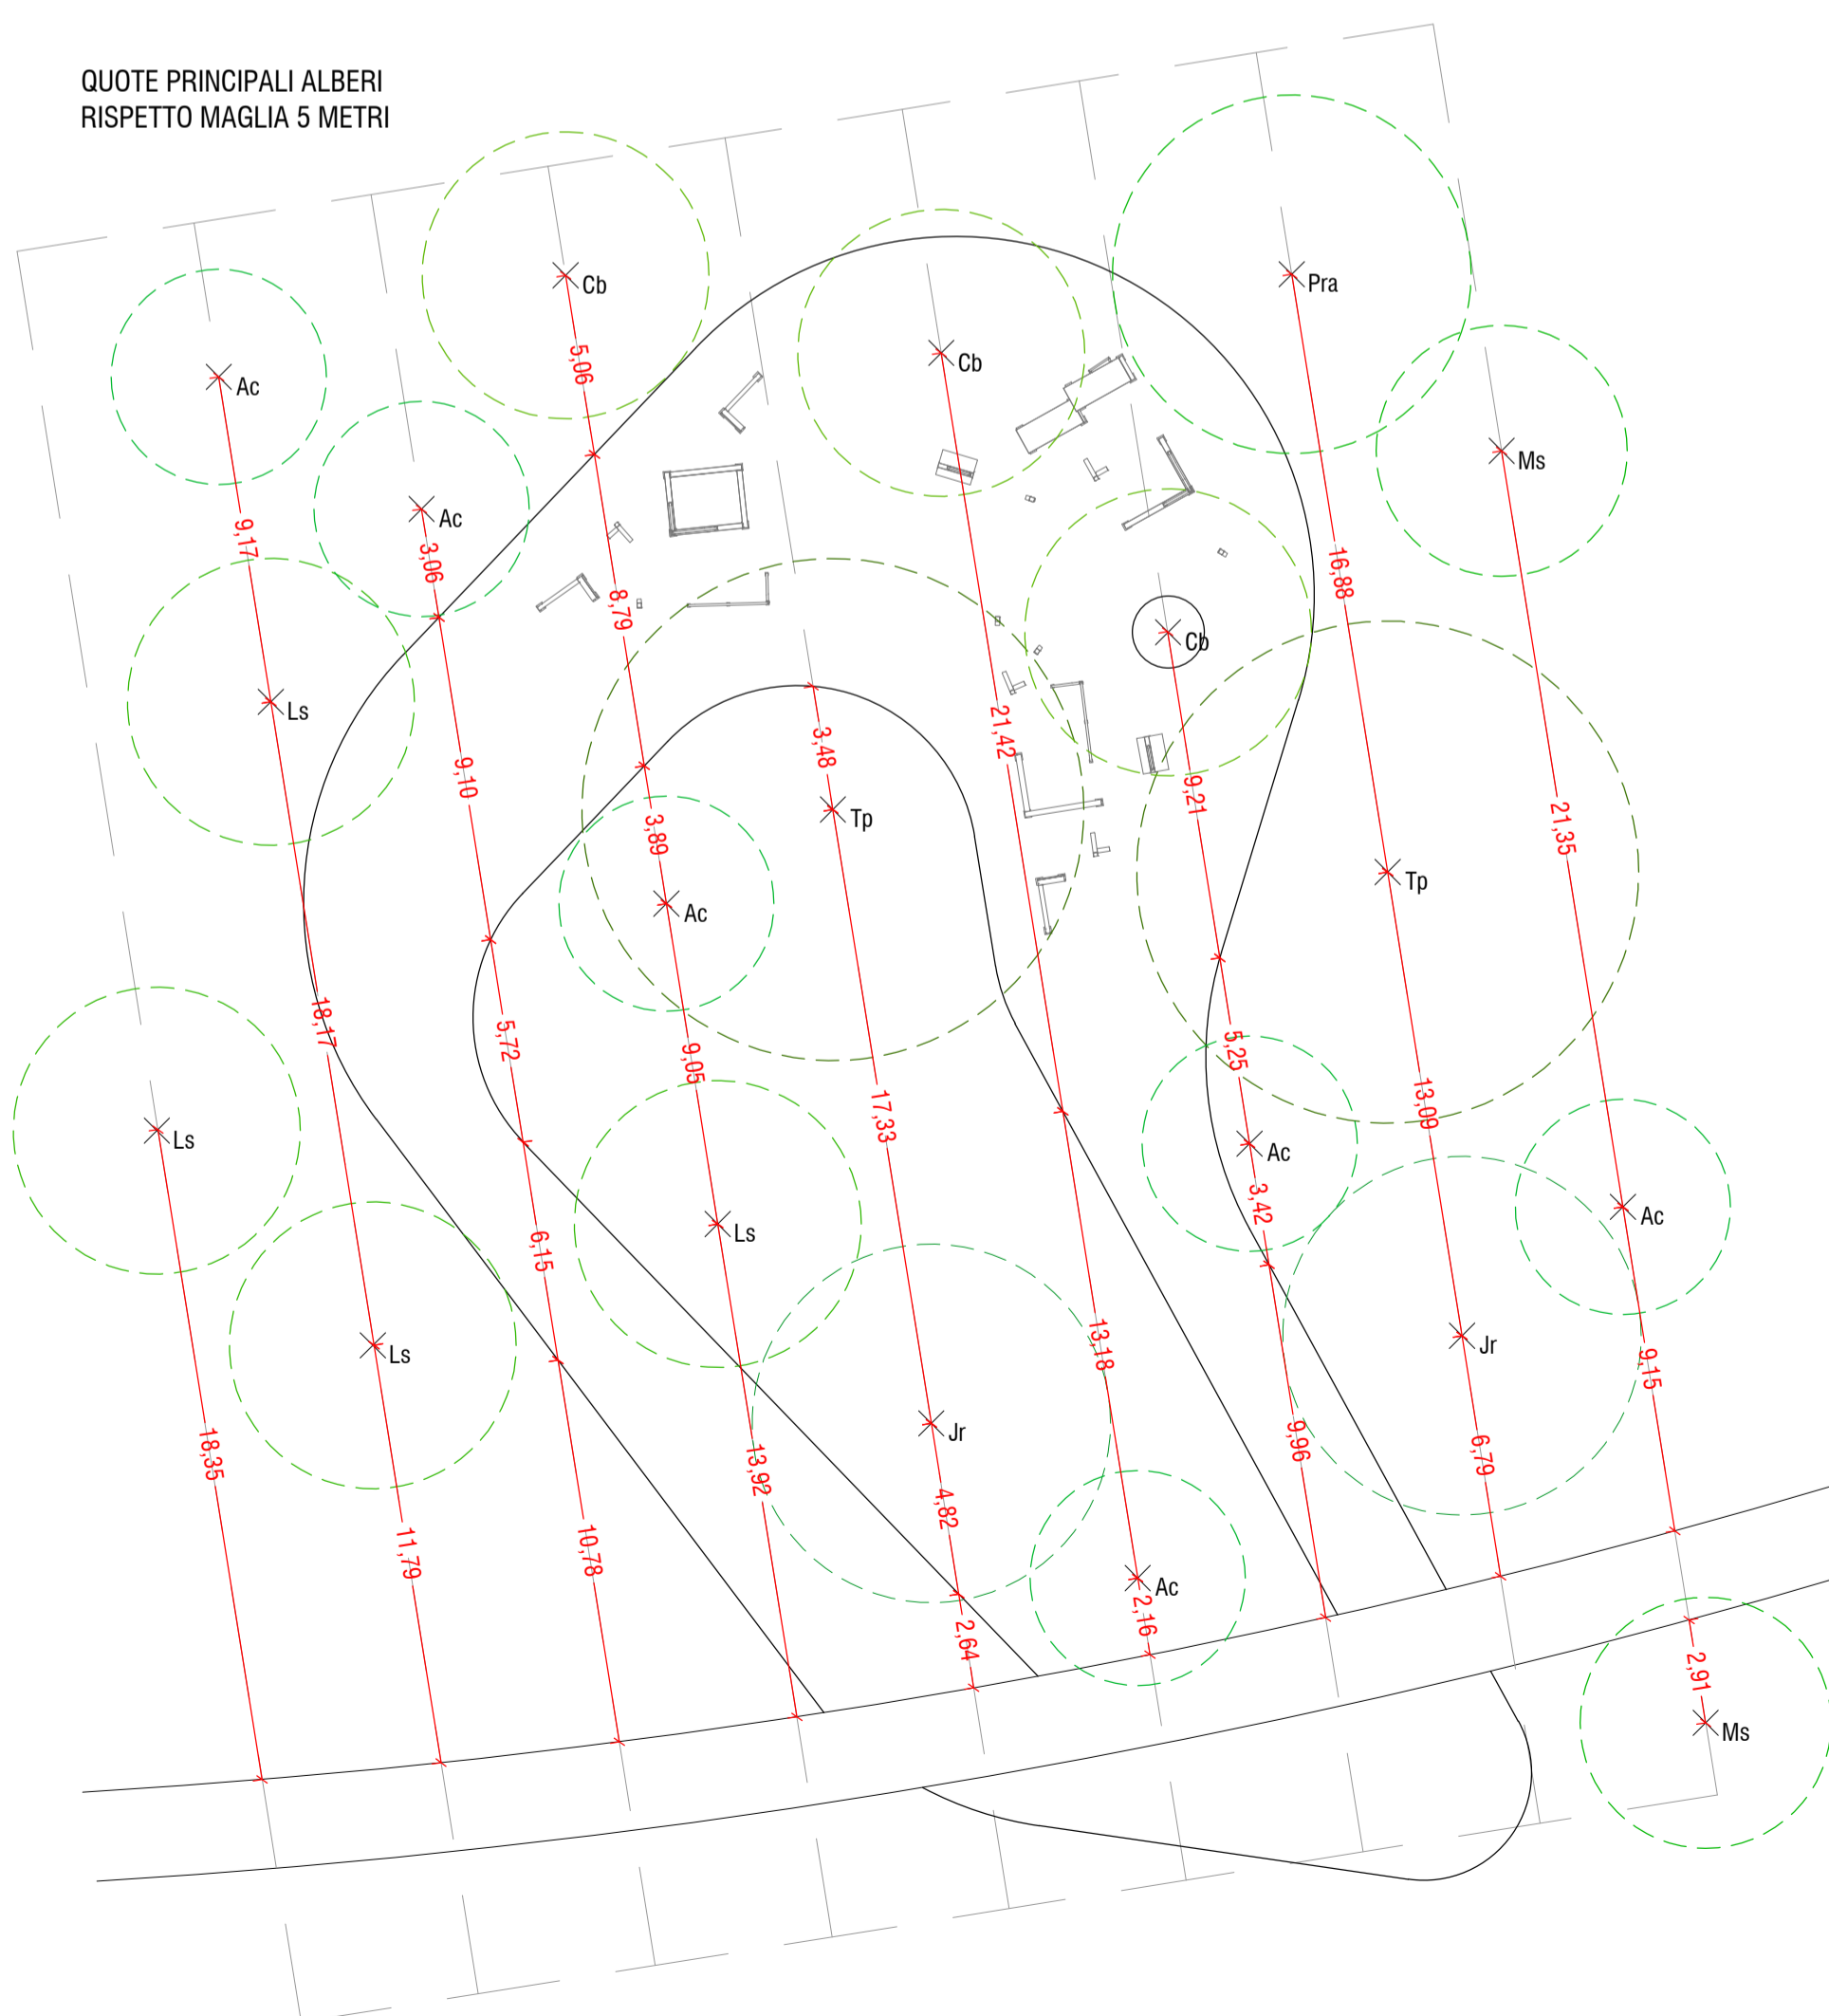 QUOTE PRINCIPALI ALBERI
RISPETTO MAGLIA 5 METRI
Cb
Pra
Cb
Ac
5,06
Ms
Ac
9,17
3,06
16,88
8,79
Cb
Ls
21,42
3,48
9,10
9,21
Tp
21,35
3,89
Tp
Ac
18,17
5,72
5,25
9,05
13,09
17,33
Ls
Ac
3,42
Ac
Ls
6,15
13,18
Jr
Ls
9,15
Jr
9,96
18,35
6,79
13,92
4,82
11,79
10,78
Ac
2,16
2,64
2,91
Ms